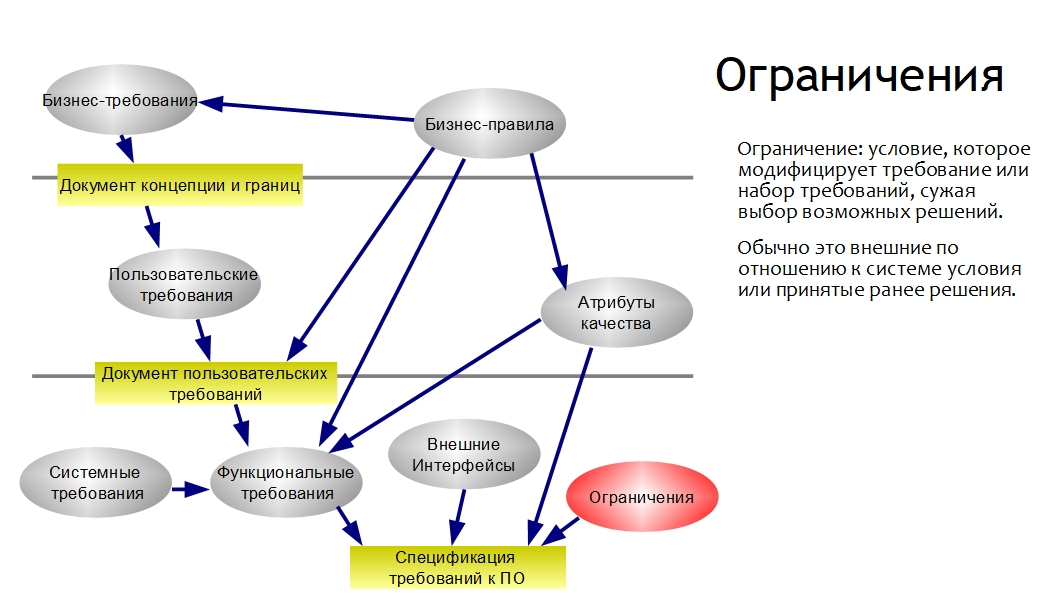 Ограничения
Бизнес-требования
Бизнес-правила
Ограничение: условие, которое
модифицирует требование или
набор требований, сужая
выбор возможных решений.
Документ концепции и границ
Обычно это внешние по
отношению к системе условия
или принятые ранее решения.
Пользовательские
требования
Атрибуты
качества
Документ пользовательских
требований
Системные
требования
Функциональные
требования
Внешние
Интерфейсы
Ограничения
Спецификация
требований к ПО